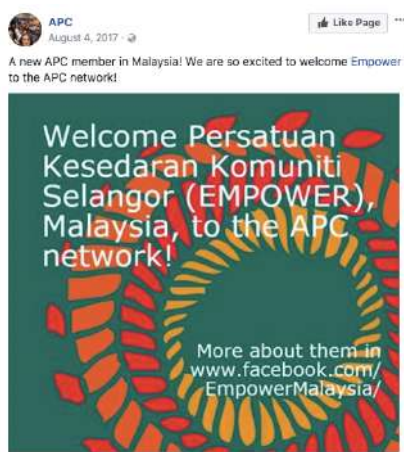 APC
Like Page
August 4, 2017
A new APC member in Malaysia! We are so excited to welcome Empower
to the APC network!
Welcome Persatuan
Kesedaran Komuniti
Selangor (EMPOWER),
Malaysia, to the APC
network!
More about them in
www.facebook.com/
EmpowerMalaysia/